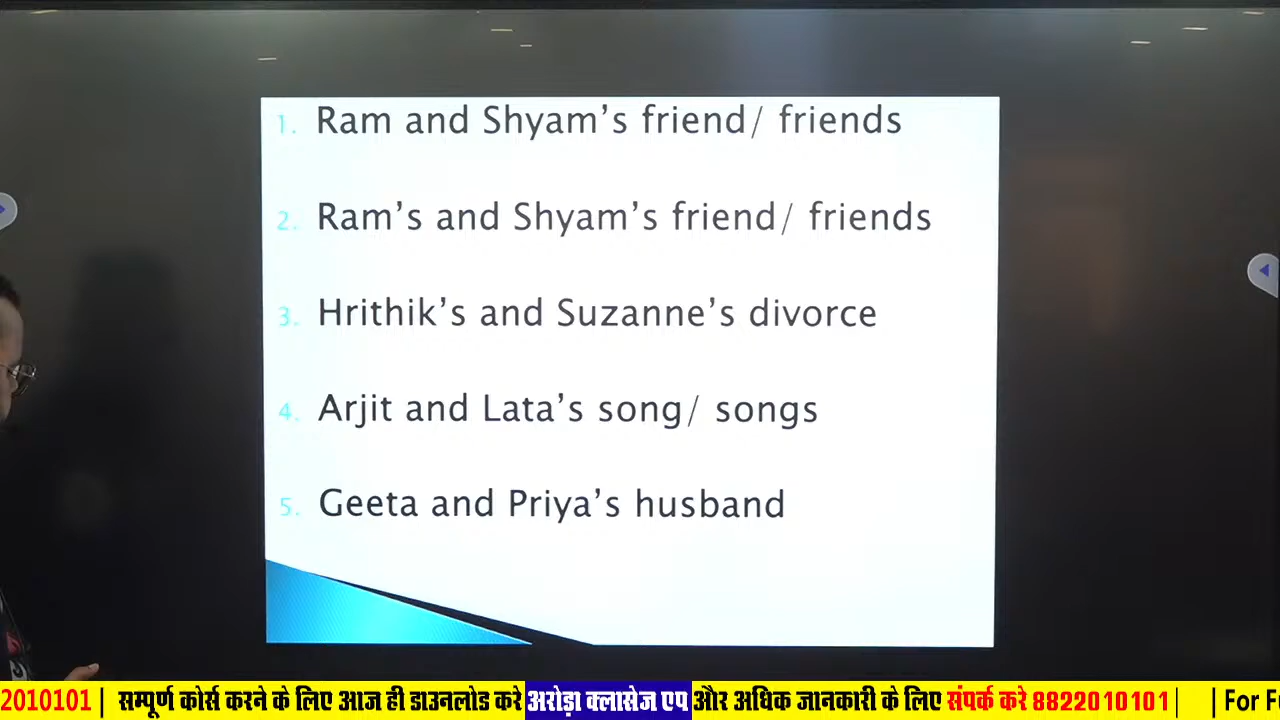 1. Ram and Shyam’s friend/ friends
2. Ram’s and Shyam’s friend/ friends
3. Hrithik’s and Suzanne’s divorce
4. Arjit and Lata’s song/ songs
5. Geeta and Priya’s husband
2010101 | सम्पूर्ण कोर्स करने के लिए आज ही डाउनलोड करे अरोड़ा क्लासेज एप और अधिक जानकारी के लिए संपर्क करे 8822010101 | | For